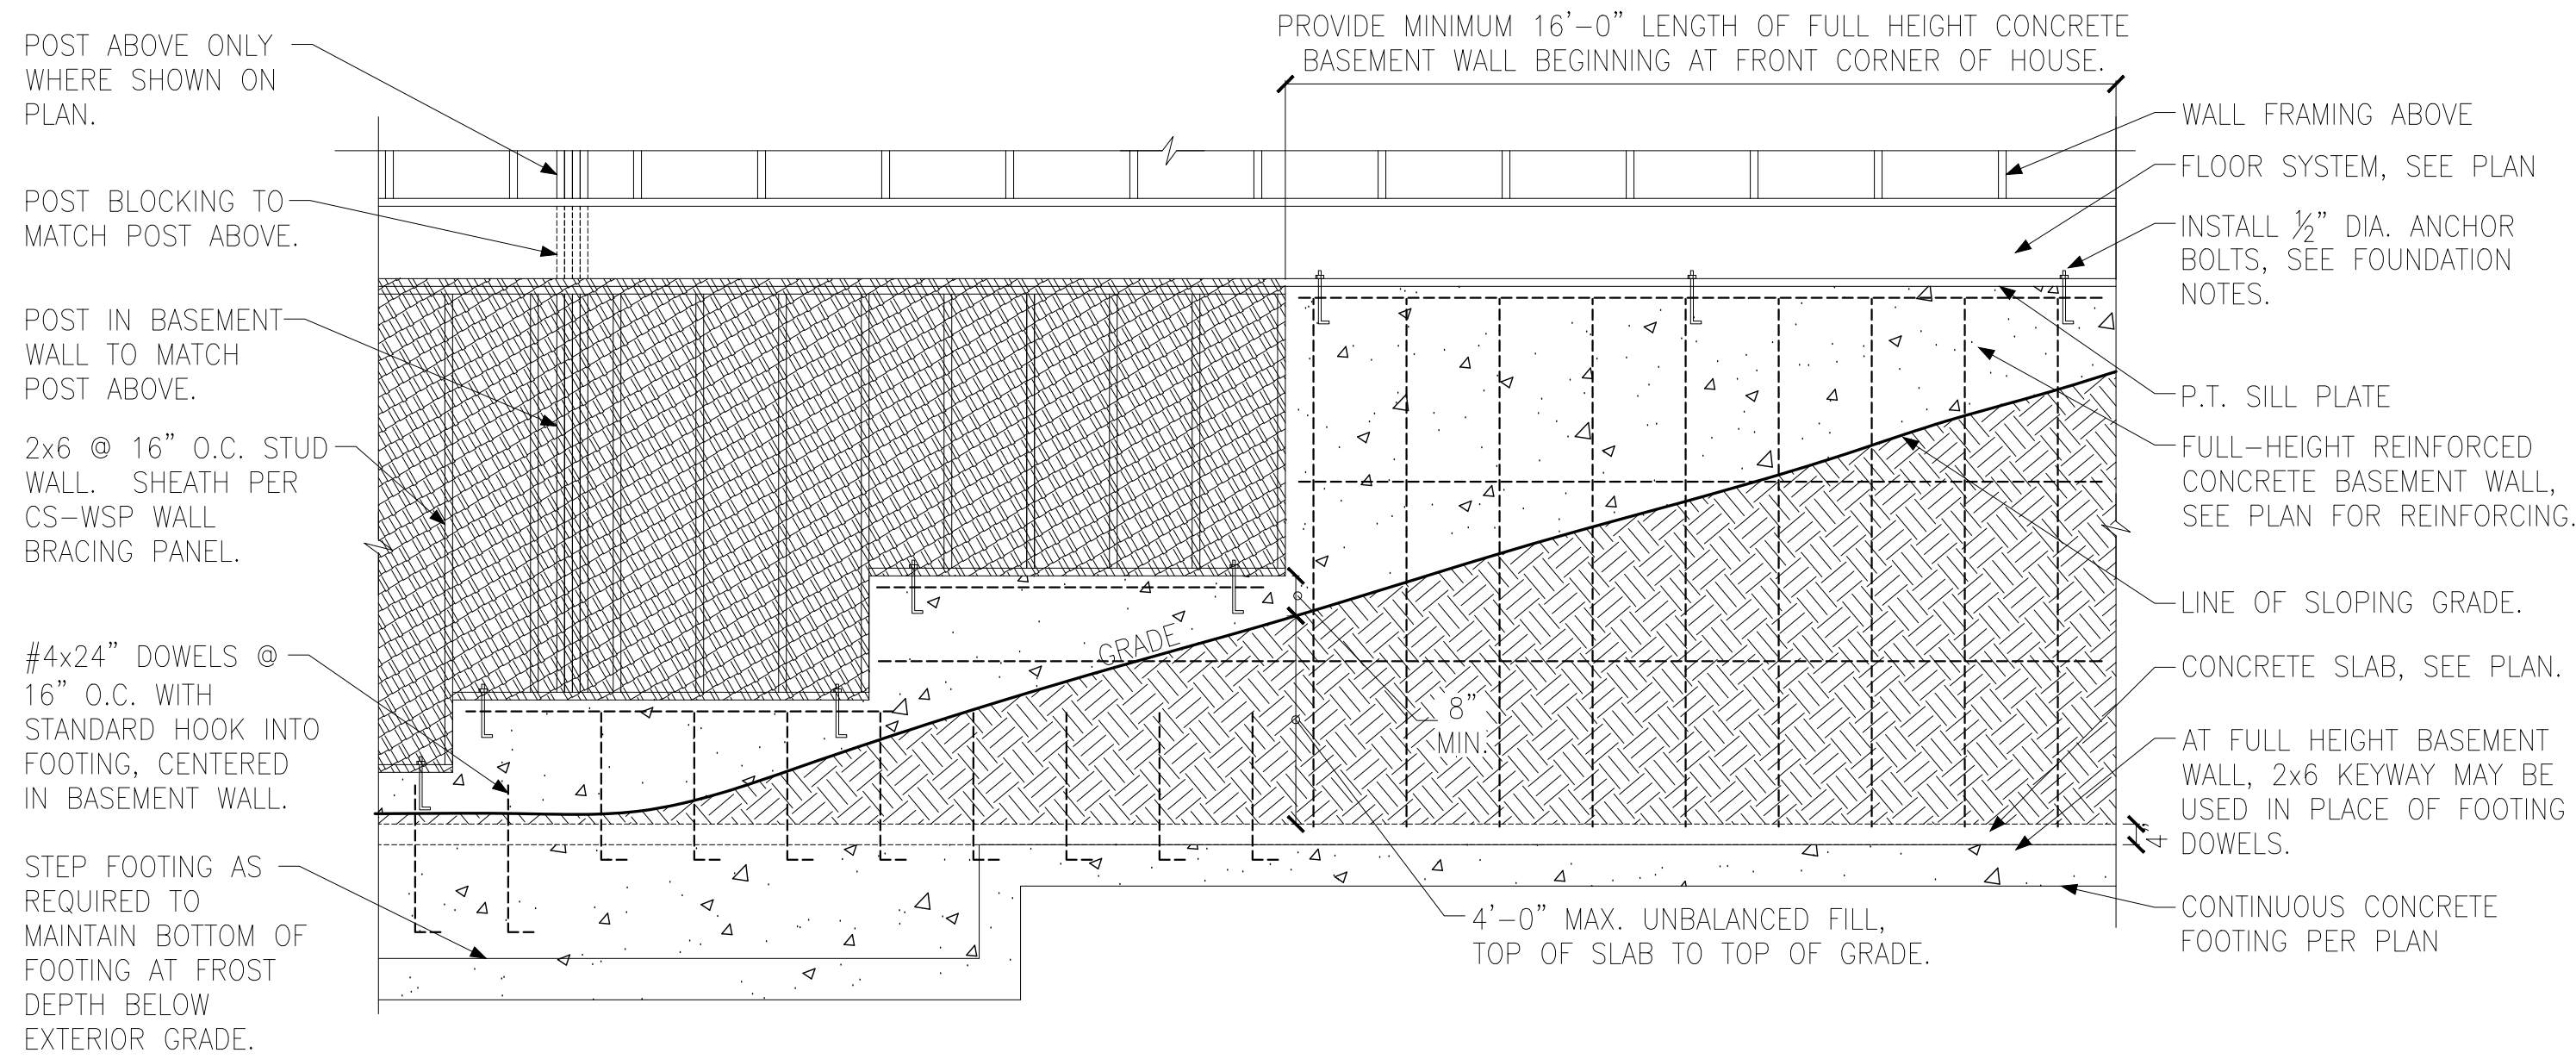 PROVIDE MINIMUM 16'-0" LENGTH OF FULL HEIGHT CONCRETE
BASEMENT WALL BEGINNING AT FRONT CORNER OF HOUSE.
POST ABOVE ONLY
WHERE SHOWN ON
PLAN.
POST BLOCKING TO
MATCH POST ABOVE.
POST IN BASEMENT
WALL TO MATCH
POST ABOVE.
2x6 @ 16" O.C. STUD
WALL. SHEATH PER
CS-WSP WALL
BRACING PANEL.
#4x24" DOWELS @
16" O.C. WITH
STANDARD HOOK INTO
FOOTING, CENTERED
IN BASEMENT WALL.
STEP FOOTING AS
REQUIRED TO
MAINTAIN BOTTOM OF
FOOTING AT FROST
DEPTH BELOW
EXTERIOR GRADE.
GRADE
8"
MIN.
4'-0" MAX. UNBALANCED FILL,
TOP OF SLAB TO TOP OF GRADE.
WALL FRAMING ABOVE
FLOOR SYSTEM, SEE PLAN
INSTALL ½" DIA. ANCHOR
BOLTS, SEE FOUNDATION
NOTES.
P.T. SILL PLATE
FULL-HEIGHT REINFORCED
CONCRETE BASEMENT WALL,
SEE PLAN FOR REINFORCING.
LINE OF SLOPING GRADE.
CONCRETE SLAB, SEE PLAN.
AT FULL HEIGHT BASEMENT
WALL, 2x6 KEYWAY MAY BE
USED IN PLACE OF FOOTING
DOWELS.
4"
CONTINUOUS CONCRETE
FOOTING PER PLAN